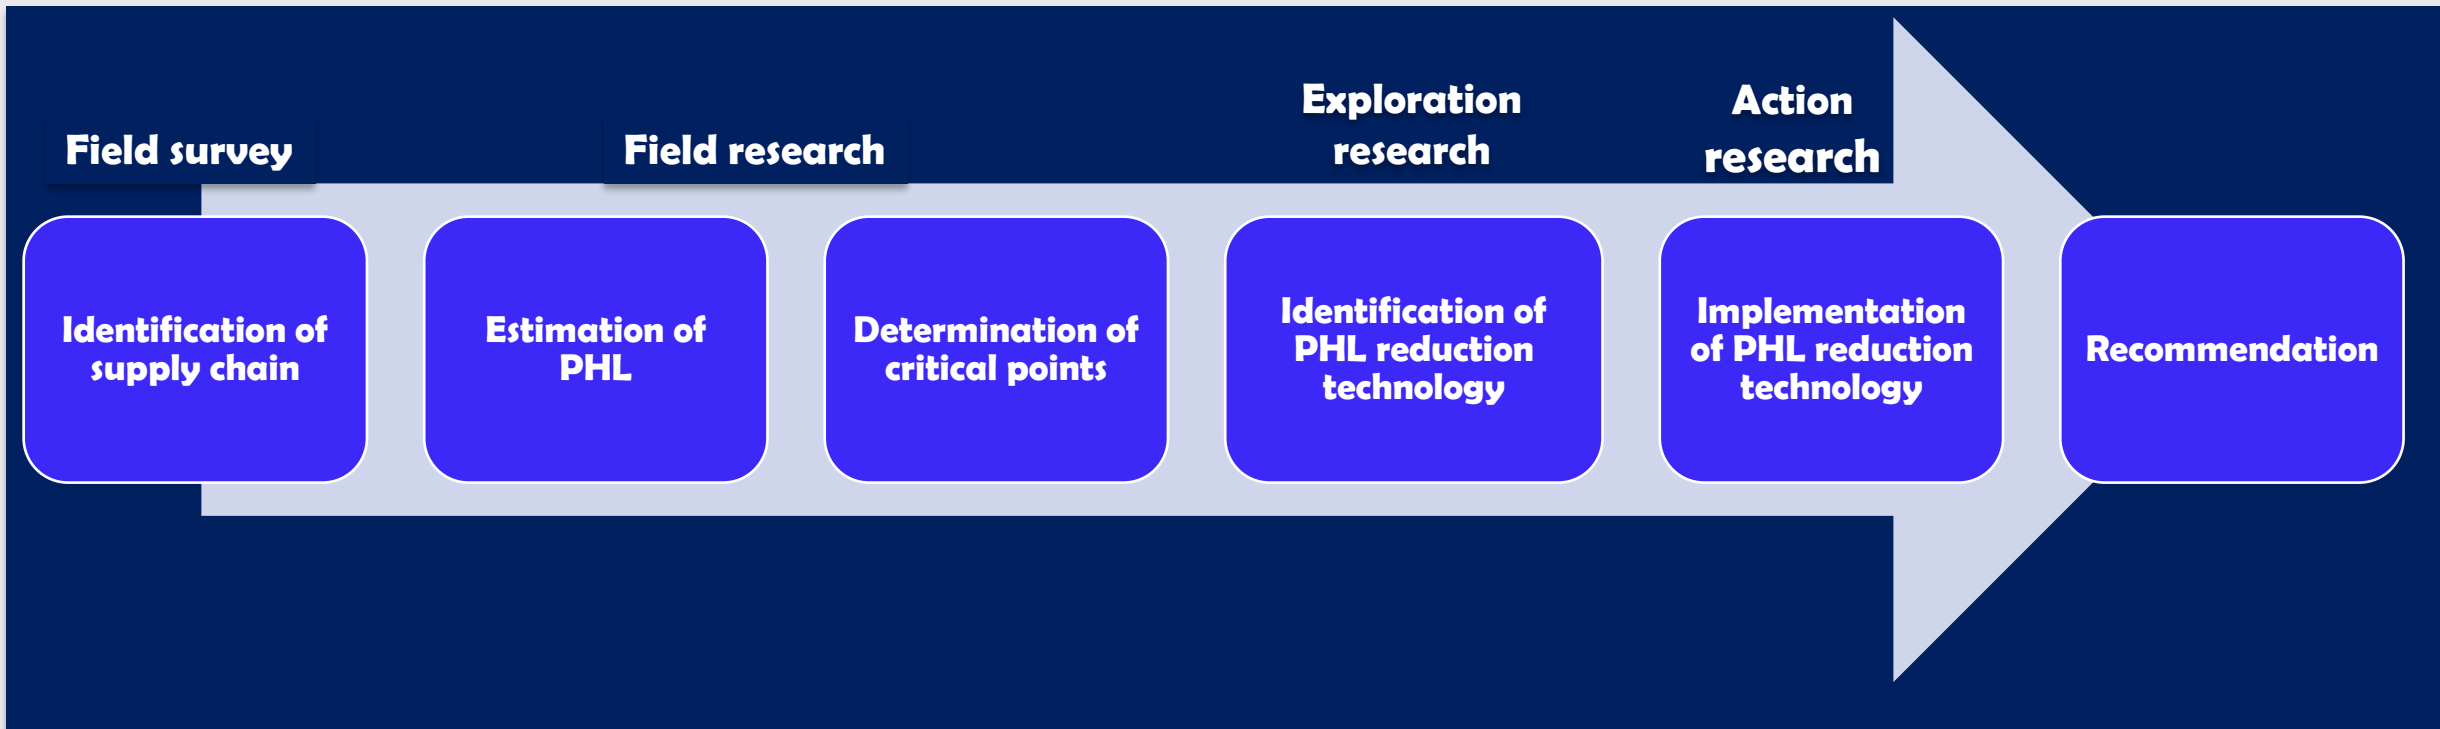 Field survey
Field research
Exploration
research
Action
research
Identification of
supply chain
Estimation of
PHL
Determination of
critical points
Identification of
PHL reduction
technology
Implementation
of PHL reduction
technology
Recommendation